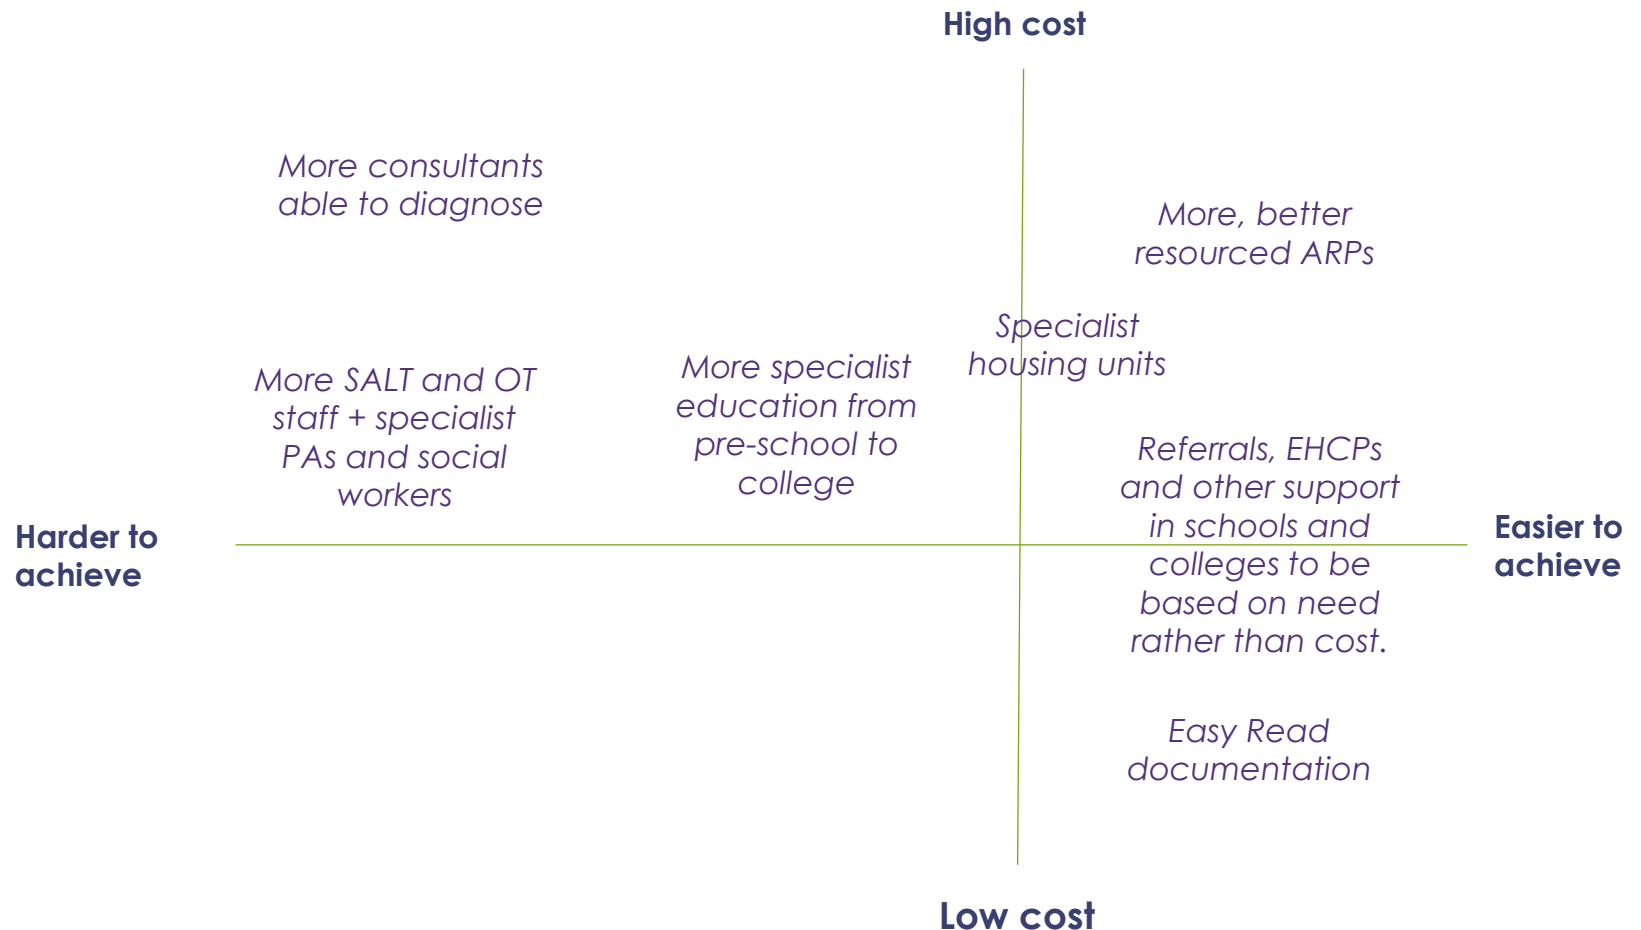 High cost
More consultants
able to diagnose
More, better
resourced ARPs
Specialist
housing units
More SALT and OT
staff + specialist
PAs and social
workers
More specialist
education from
pre-school to
college
Referrals, EHCPs
and other support
in schools and
colleges to be
based on need
rather than cost.
Harder to
achieve
Easier to
achieve
Easy Read
documentation
Low cost